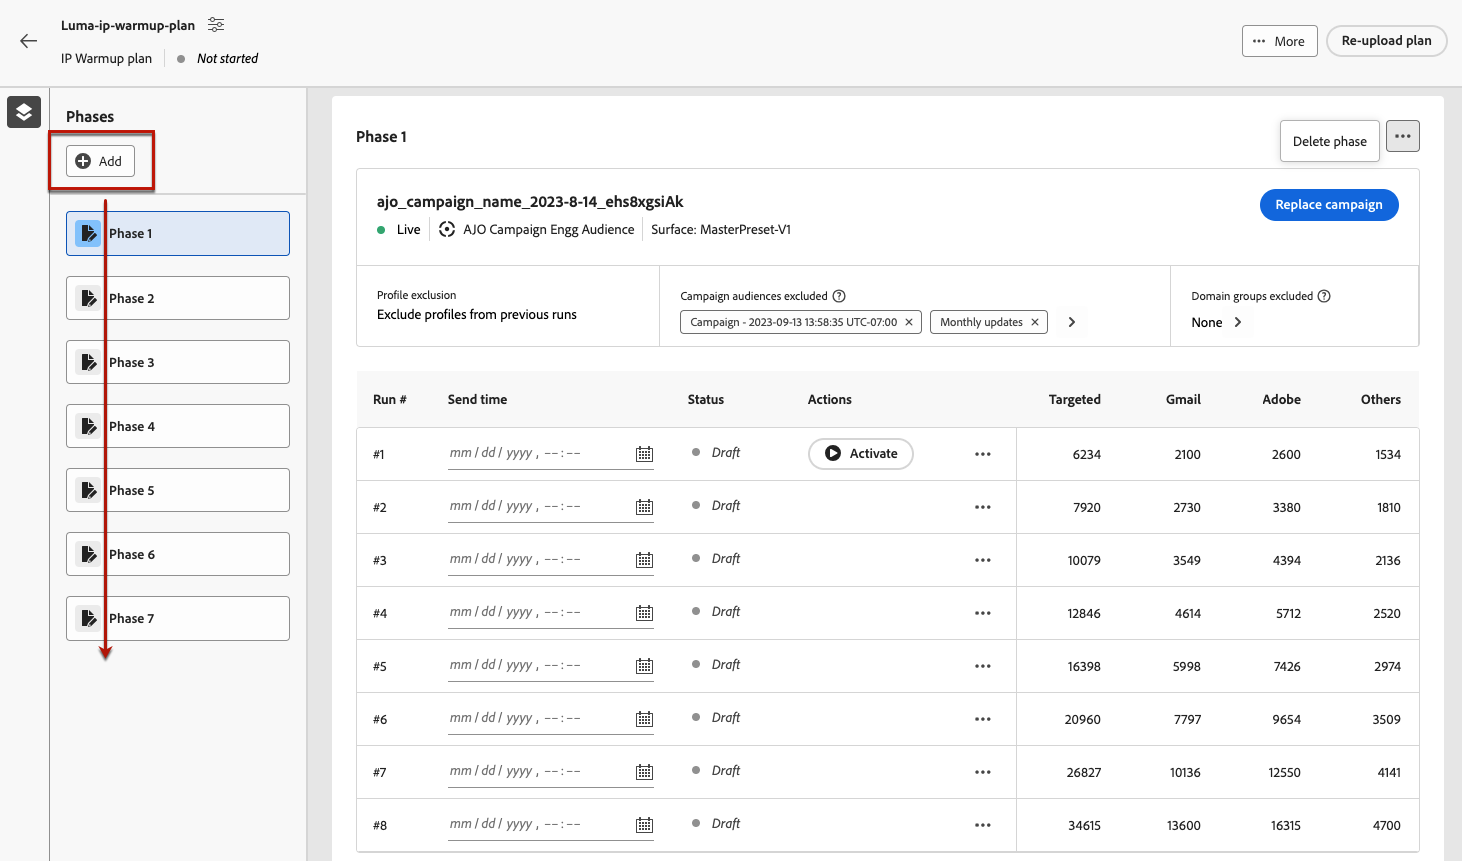 Luma-ip-warmup-plan
IP Warmup plan
Not started
More
Re-upload plan
Phases
Add
Phase 1
Phase 2
Phase 3
Phase 4
Phase 5
Phase 6
Phase 7
Phase 1
Delete phase
ajo_campaign_name_2023-8-14_ehs8xgsiAk
Live AJO Campaign Engg Audience Surface: MasterPreset-V1
Replace campaign
Profile exclusion
Exclude profiles from previous runs
Campaign audiences excluded
Campaign - 2023-09-13 13:58:35 UTC-07:00 Monthly updates
Domain groups excluded
None
Run # Send time Status Actions Targeted Gmail Adobe Others
#1 mm / dd / yyyy , –– : –– Draft Activate 6234 2100 2600 1534
#2 mm / dd / yyyy , –– : –– Draft 7920 2730 3380 1810
#3 mm / dd / yyyy , –– : –– Draft 10079 3549 4394 2136
#4 mm / dd / yyyy , –– : –– Draft 12846 4614 5712 2520
#5 mm / dd / yyyy , –– : –– Draft 16398 5998 7426 2974
#6 mm / dd / yyyy , –– : –– Draft 20960 7797 9654 3509
#7 mm / dd / yyyy , –– : –– Draft 26827 10136 12550 4141
#8 mm / dd / yyyy , –– : –– Draft 34615 13600 16315 4700